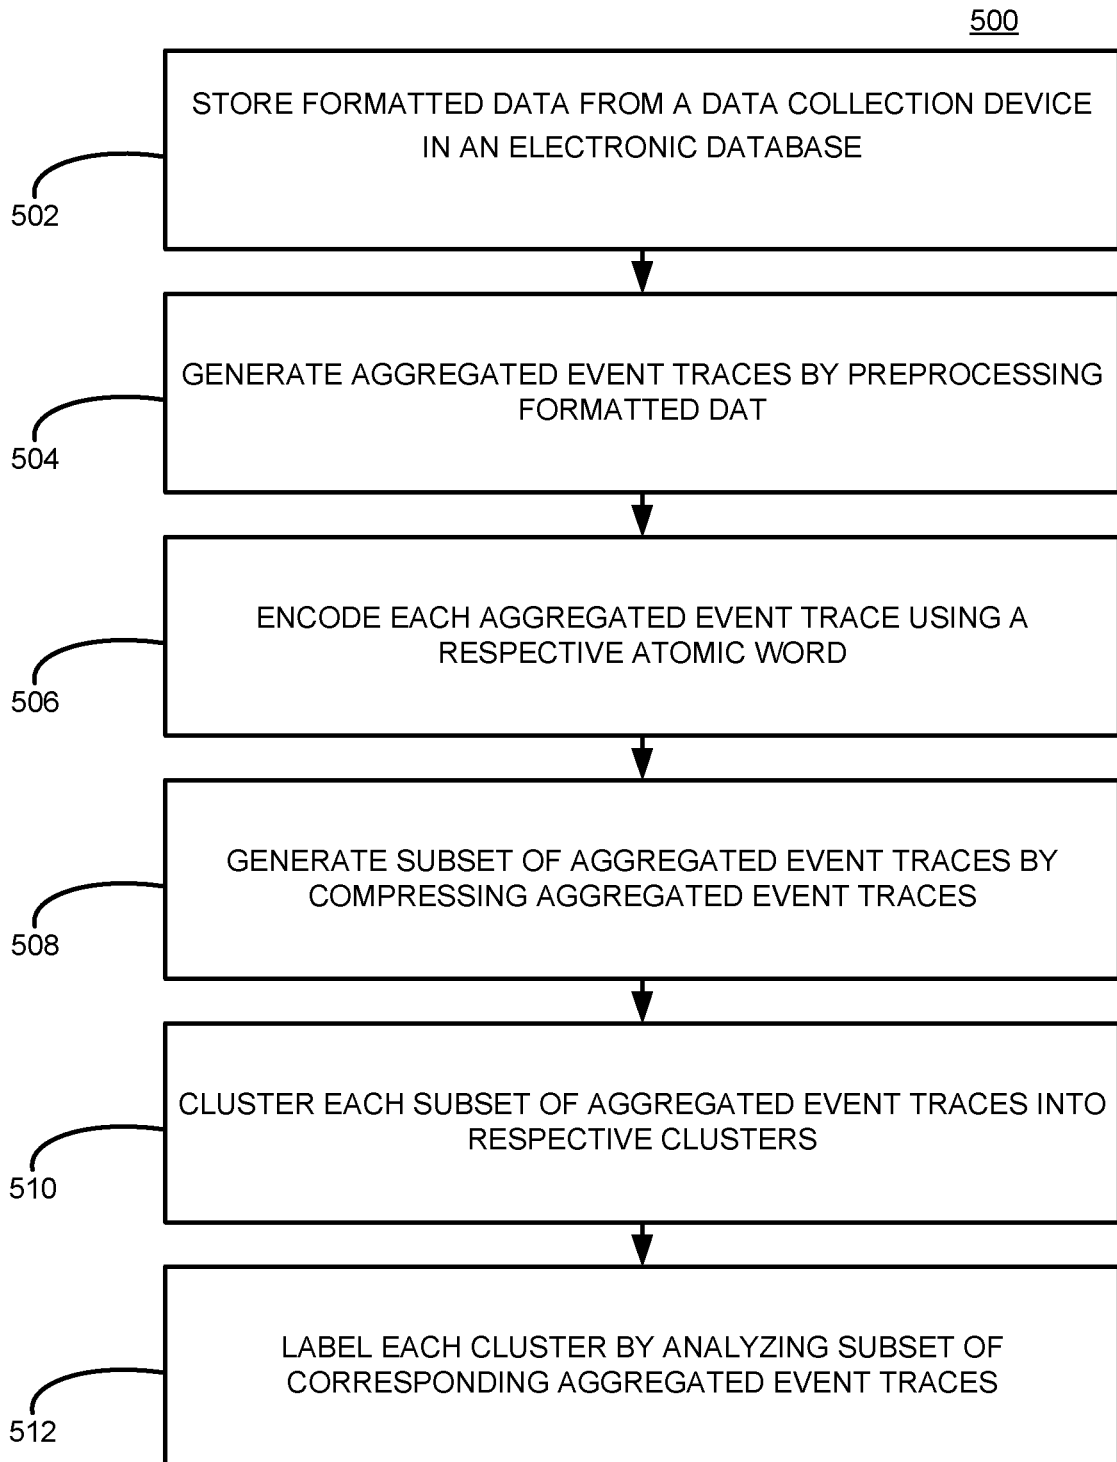 500
STORE FORMATTED DATA FROM A DATA COLLECTION DEVICE
IN AN ELECTRONIC DATABASE
502
GENERATE AGGREGATED EVENT TRACES BY PREPROCESSING
FORMATTED DAT
504
ENCODE EACH AGGREGATED EVENT TRACE USING A
RESPECTIVE ATOMIC WORD
506
GENERATE SUBSET OF AGGREGATED EVENT TRACES BY
COMPRESSING AGGREGATED EVENT TRACES
508
CLUSTER EACH SUBSET OF AGGREGATED EVENT TRACES INTO
RESPECTIVE CLUSTERS
510
LABEL EACH CLUSTER BY ANALYZING SUBSET OF
CORRESPONDING AGGREGATED EVENT TRACES
512